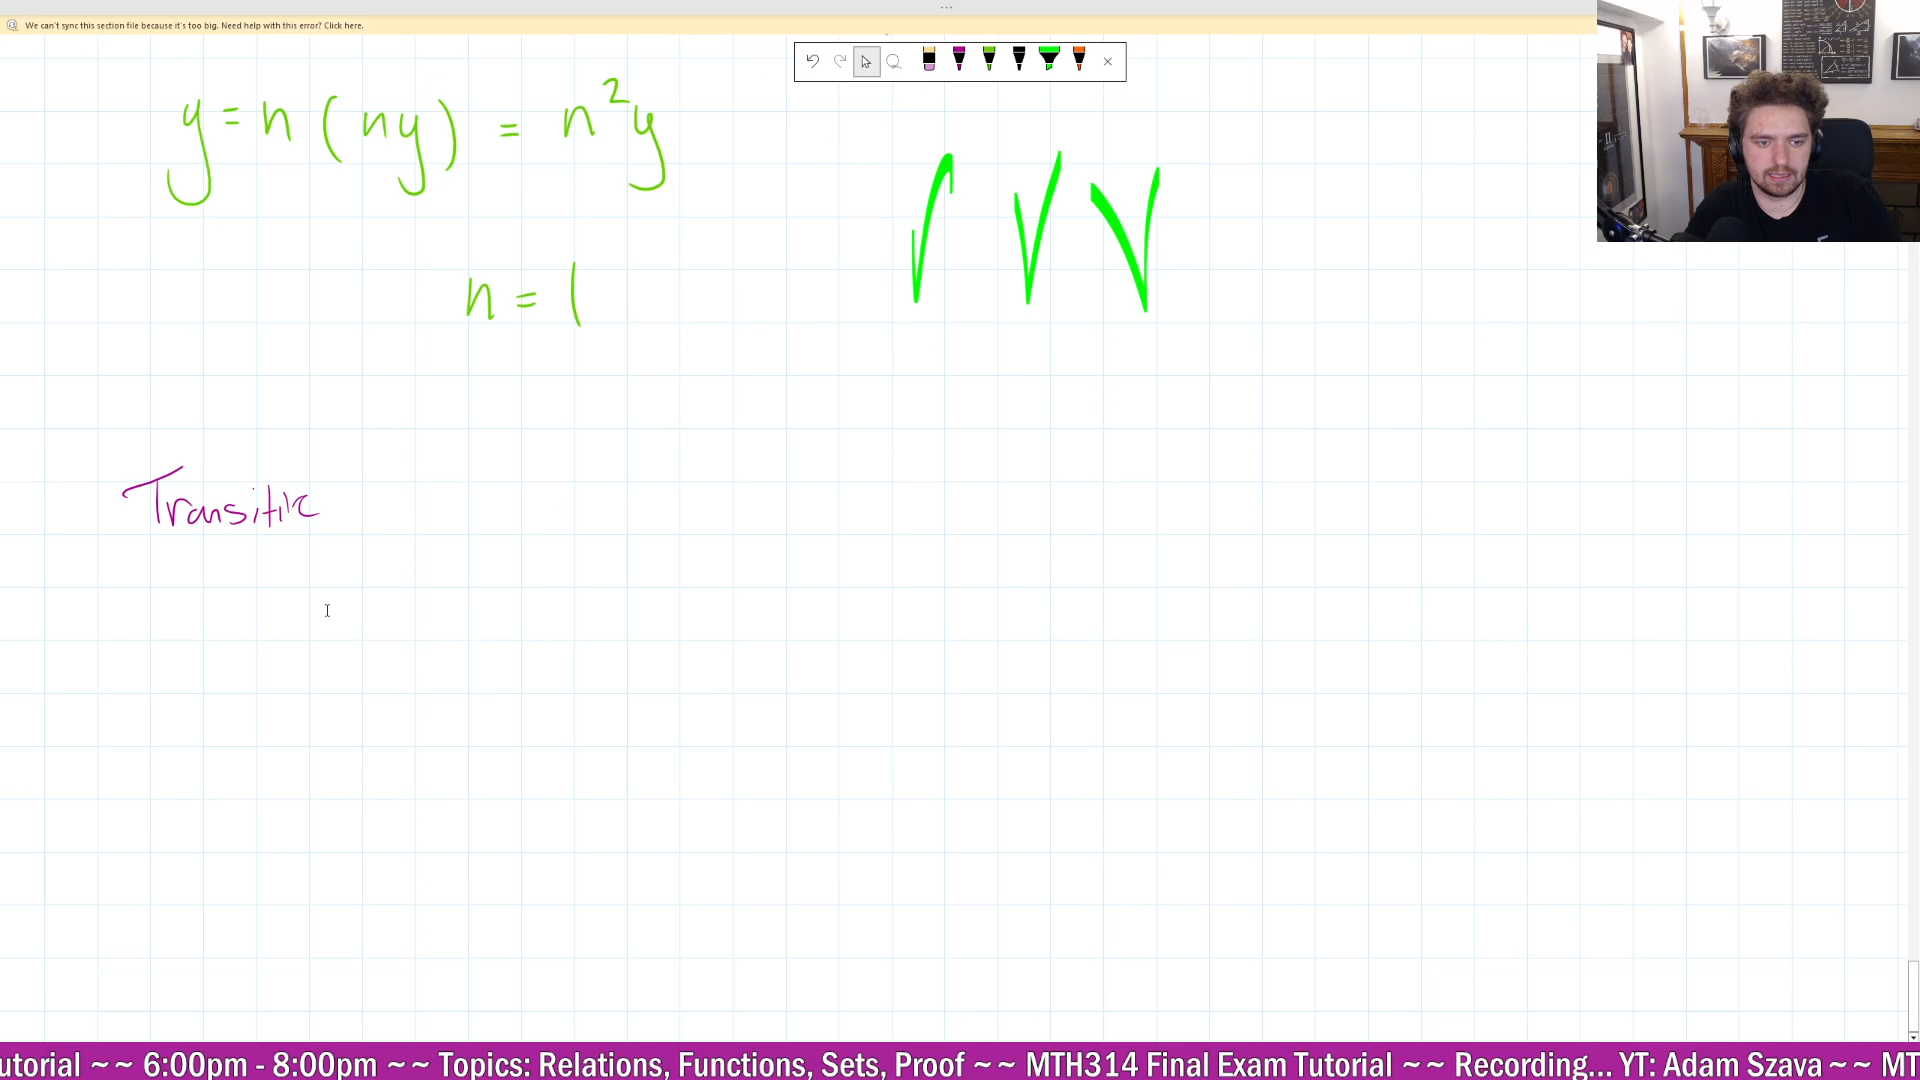 ...
We can't sync this section file because it's too big. Need help with this error? Click here.
y = n ( ny ) = n²y
n = 1
Transitive
utorial ~~ 6:00pm - 8:00pm ~~ Topics: Relations, Functions, Sets, Proof ~~ MTH314 Final Exam Tutorial ~~ Recording... YT: Adam Szava ~~ MT